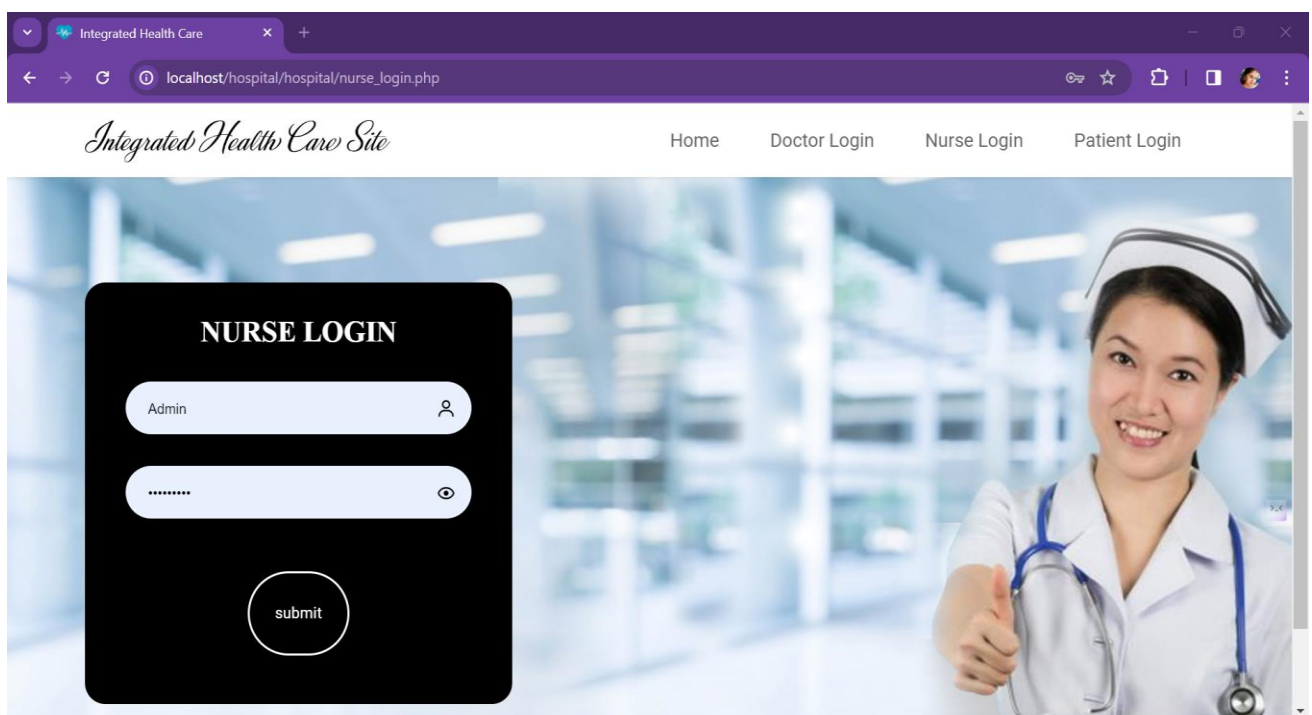 Integrated Health Care
localhost/hospital/hospital/nurse_login.php
Integrated Health Care Site
Home Doctor Login Nurse Login Patient Login
NURSE LOGIN
Admin
•••••••••
submit